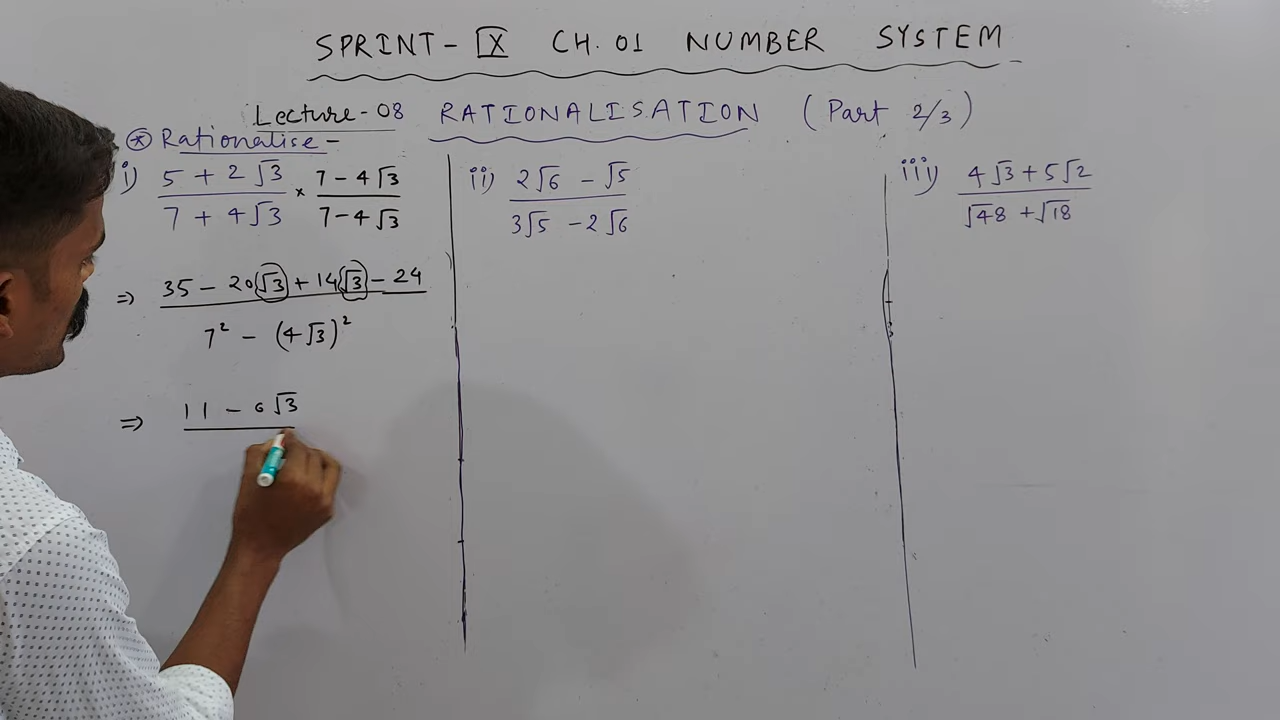 SPRINT-IX CH. 01 NUMBER SYSTEM
Lecture-08 RATIONALISATION (Part 2/3)
⊛ Rationalise-
i) (5 + 2√3)/(7 + 4√3) × (7 - 4√3)/(7 - 4√3)
⇒ (35 - 20√3 + 14√3 - 24)/(7² - (4√3)²)
⇒ 11 - 6√3
ii) (2√6 - √5)/(3√5 - 2√6)
iii) (4√3 + 5√2)/(√48 + √18)